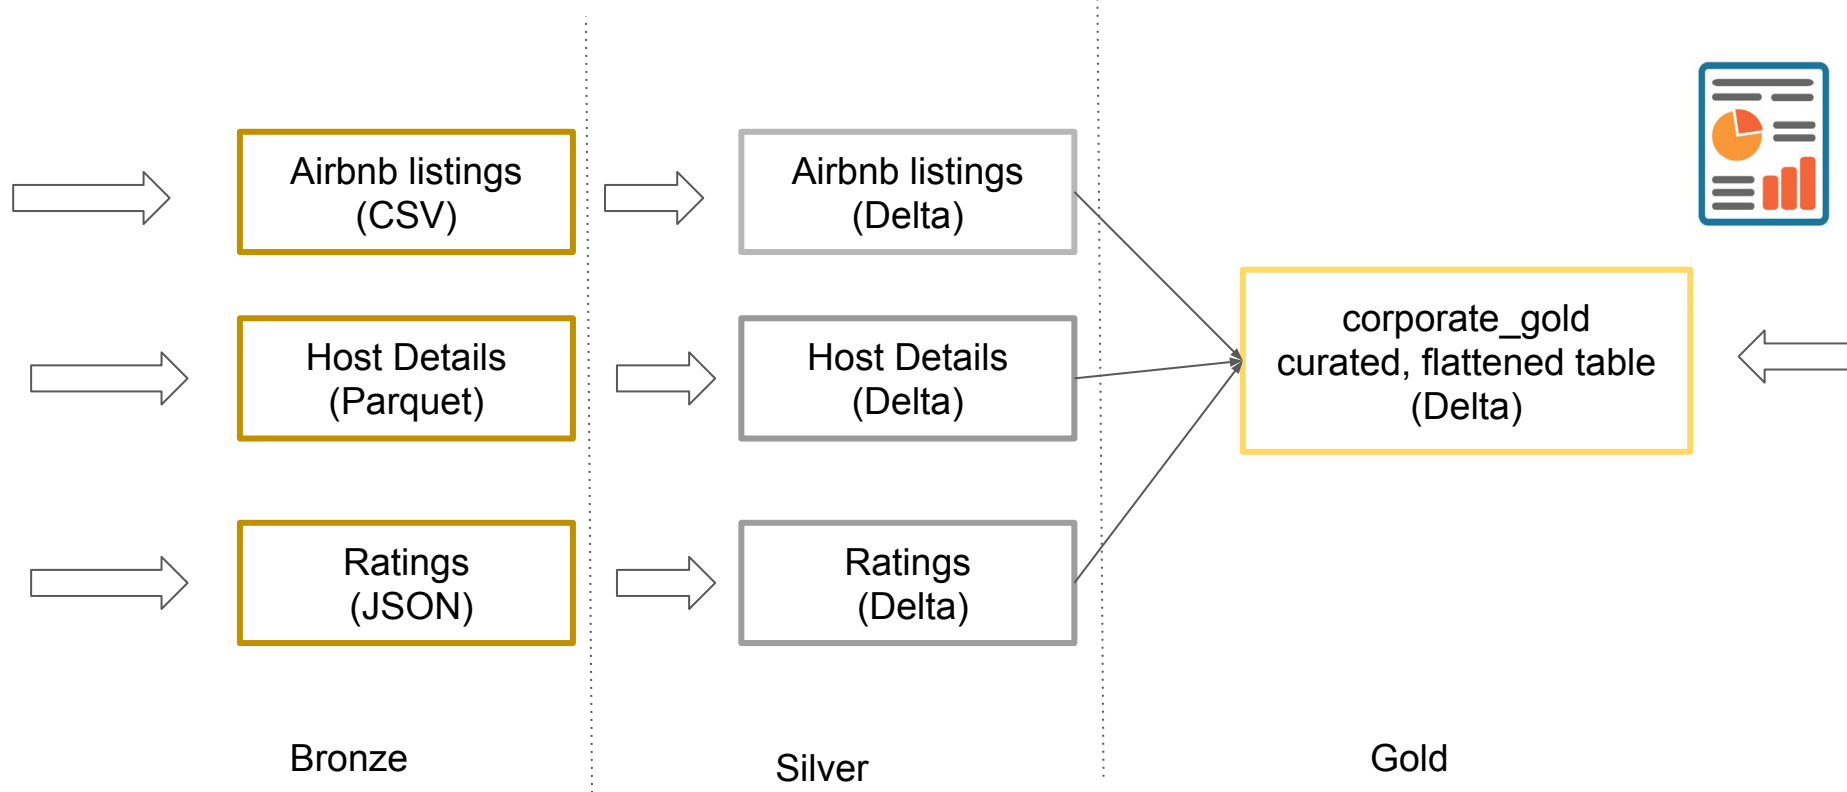 Airbnb listings
(CSV)
Airbnb listings
(Delta)
Host Details
(Parquet)
Host Details
(Delta)
corporate_gold
curated, flattened table
(Delta)
Ratings
(JSON)
Ratings
(Delta)
Bronze
Silver
Gold